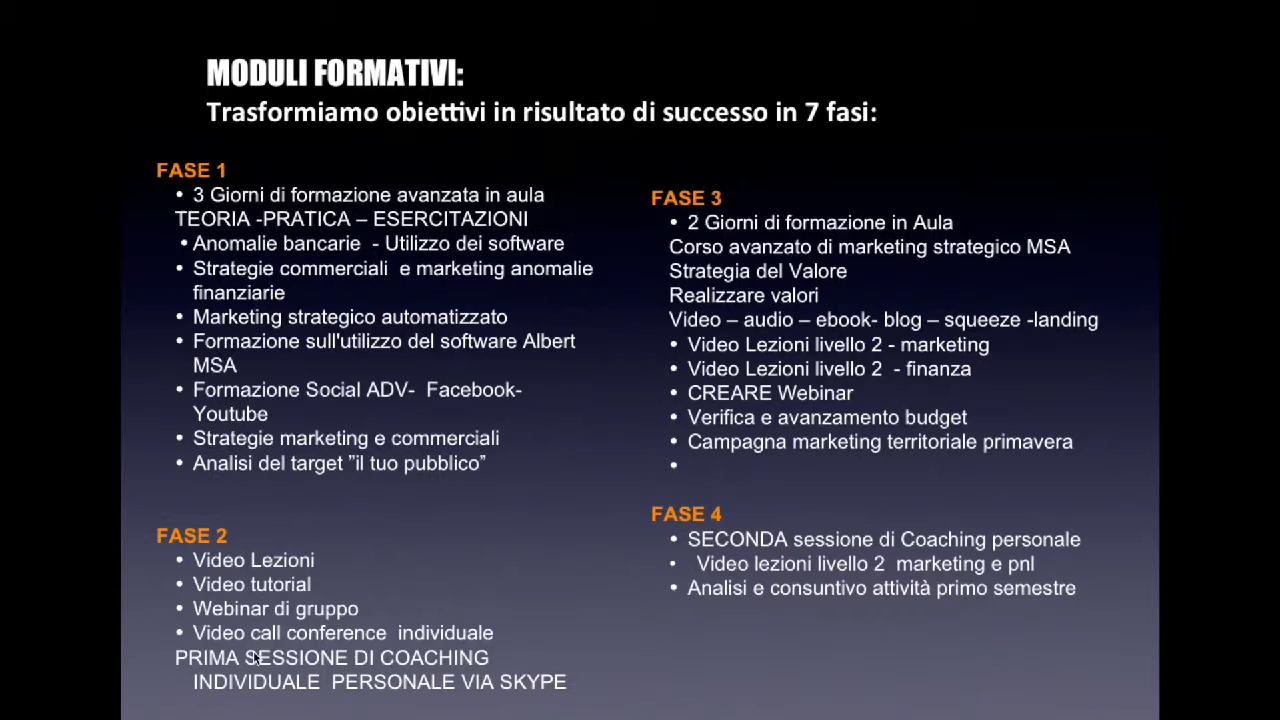 MODULI FORMATIVI:
Trasformiamo obiettivi in risultato di successo in 7 fasi:
FASE 1
• 3 Giorni di formazione avanzata in aula
TEORIA -PRATICA – ESERCITAZIONI
• Anomalie bancarie - Utilizzo dei software
• Strategie commerciali e marketing anomalie
finanziarie
• Marketing strategico automatizzato
• Formazione sull'utilizzo del software Albert
MSA
• Formazione Social ADV- Facebook-
Youtube
• Strategie marketing e commerciali
• Analisi del target ”il tuo pubblico”
FASE 2
• Video Lezioni
• Video tutorial
• Webinar di gruppo
• Video call conference individuale
PRIMA SESSIONE DI COACHING
INDIVIDUALE PERSONALE VIA SKYPE
FASE 3
• 2 Giorni di formazione in Aula
Corso avanzato di marketing strategico MSA
Strategia del Valore
Realizzare valori
Video – audio – ebook- blog – squeeze -landing
• Video Lezioni livello 2 - marketing
• Video Lezioni livello 2 - finanza
• CREARE Webinar
• Verifica e avanzamento budget
• Campagna marketing territoriale primavera
•
FASE 4
• SECONDA sessione di Coaching personale
• Video lezioni livello 2 marketing e pnl
• Analisi e consuntivo attività primo semestre